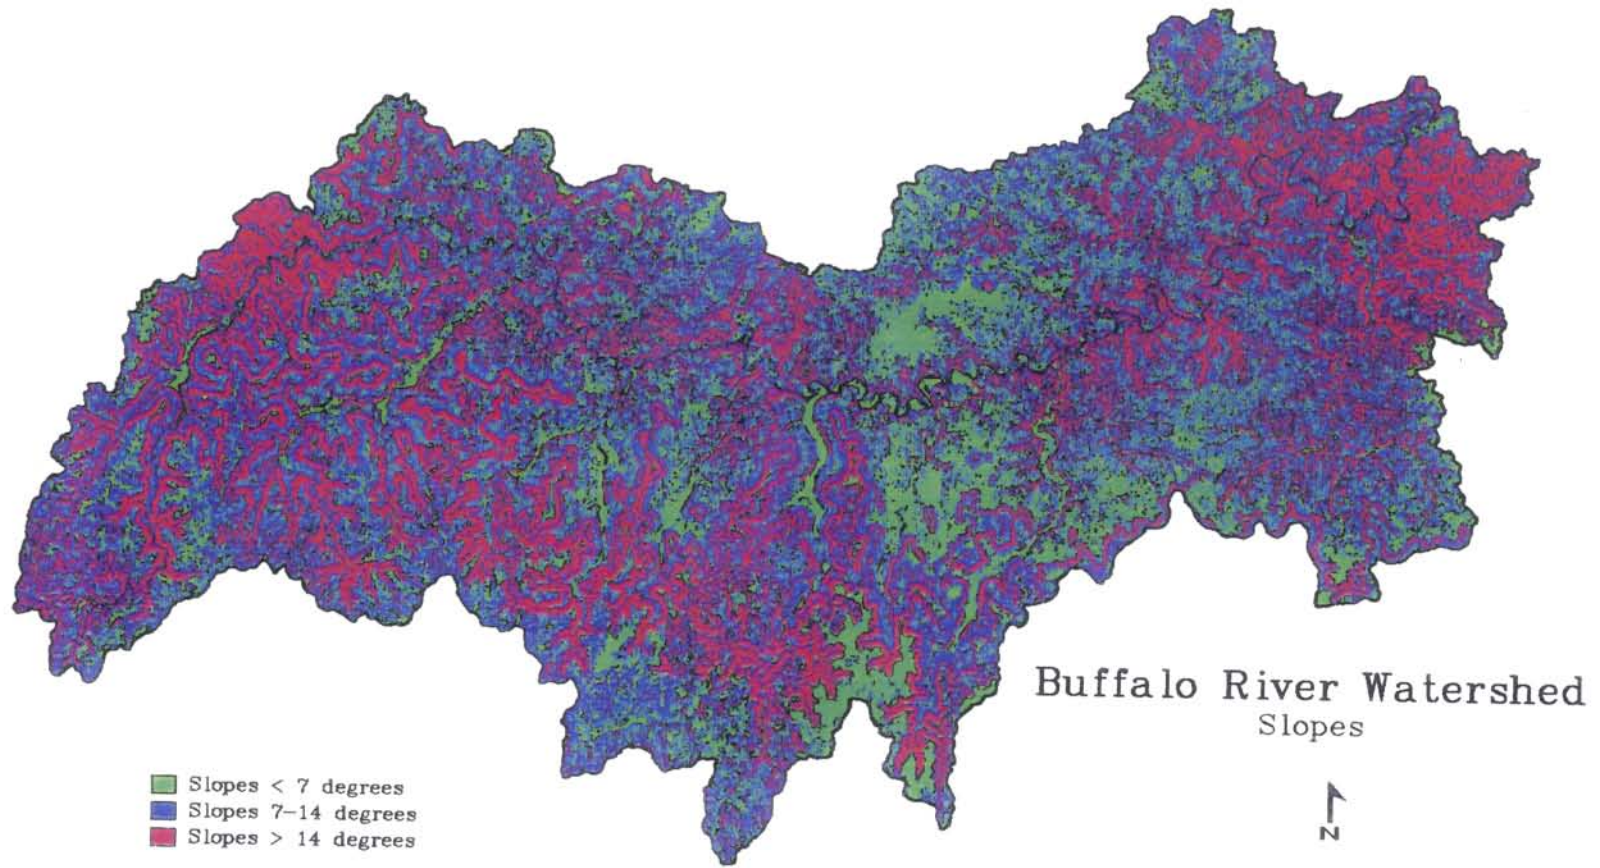 Buffalo River Watershed
Slopes
Slopes < 7 degrees
Slopes 7-14 degrees
Slopes > 14 degrees
N